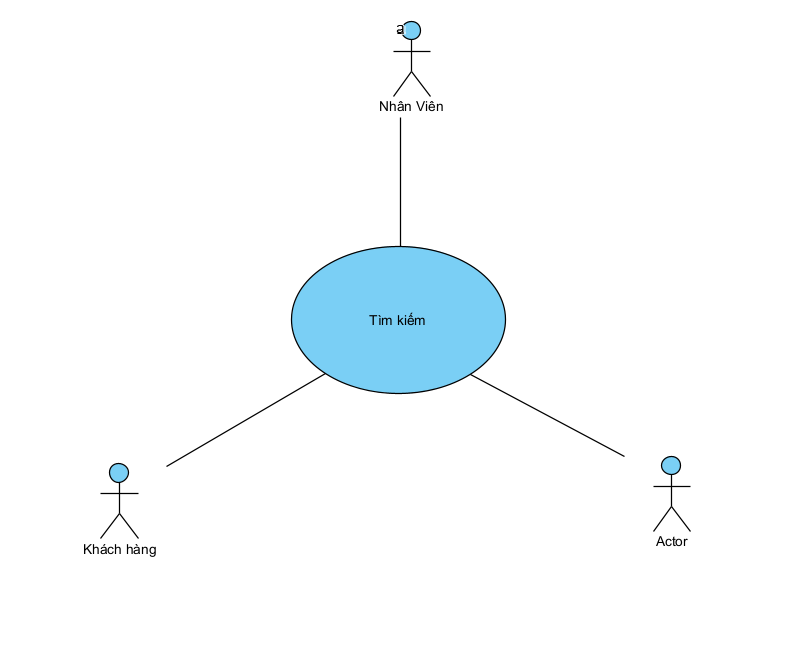 a
Nhân Viên
Tìm kiếm
Khách hàng
Actor